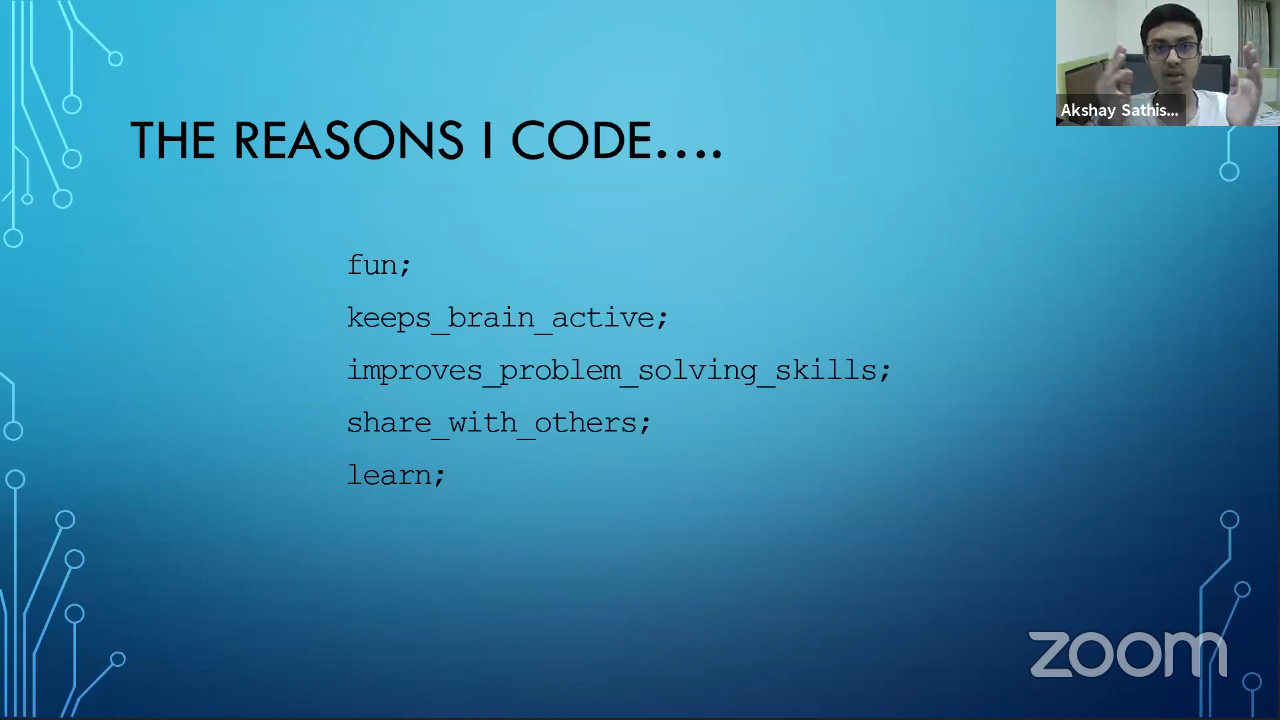 Akshay Sathis...
THE REASONS I CODE....
fun;
keeps_brain_active;
improves_problem_solving_skills;
share_with_others;
learn;
zoom